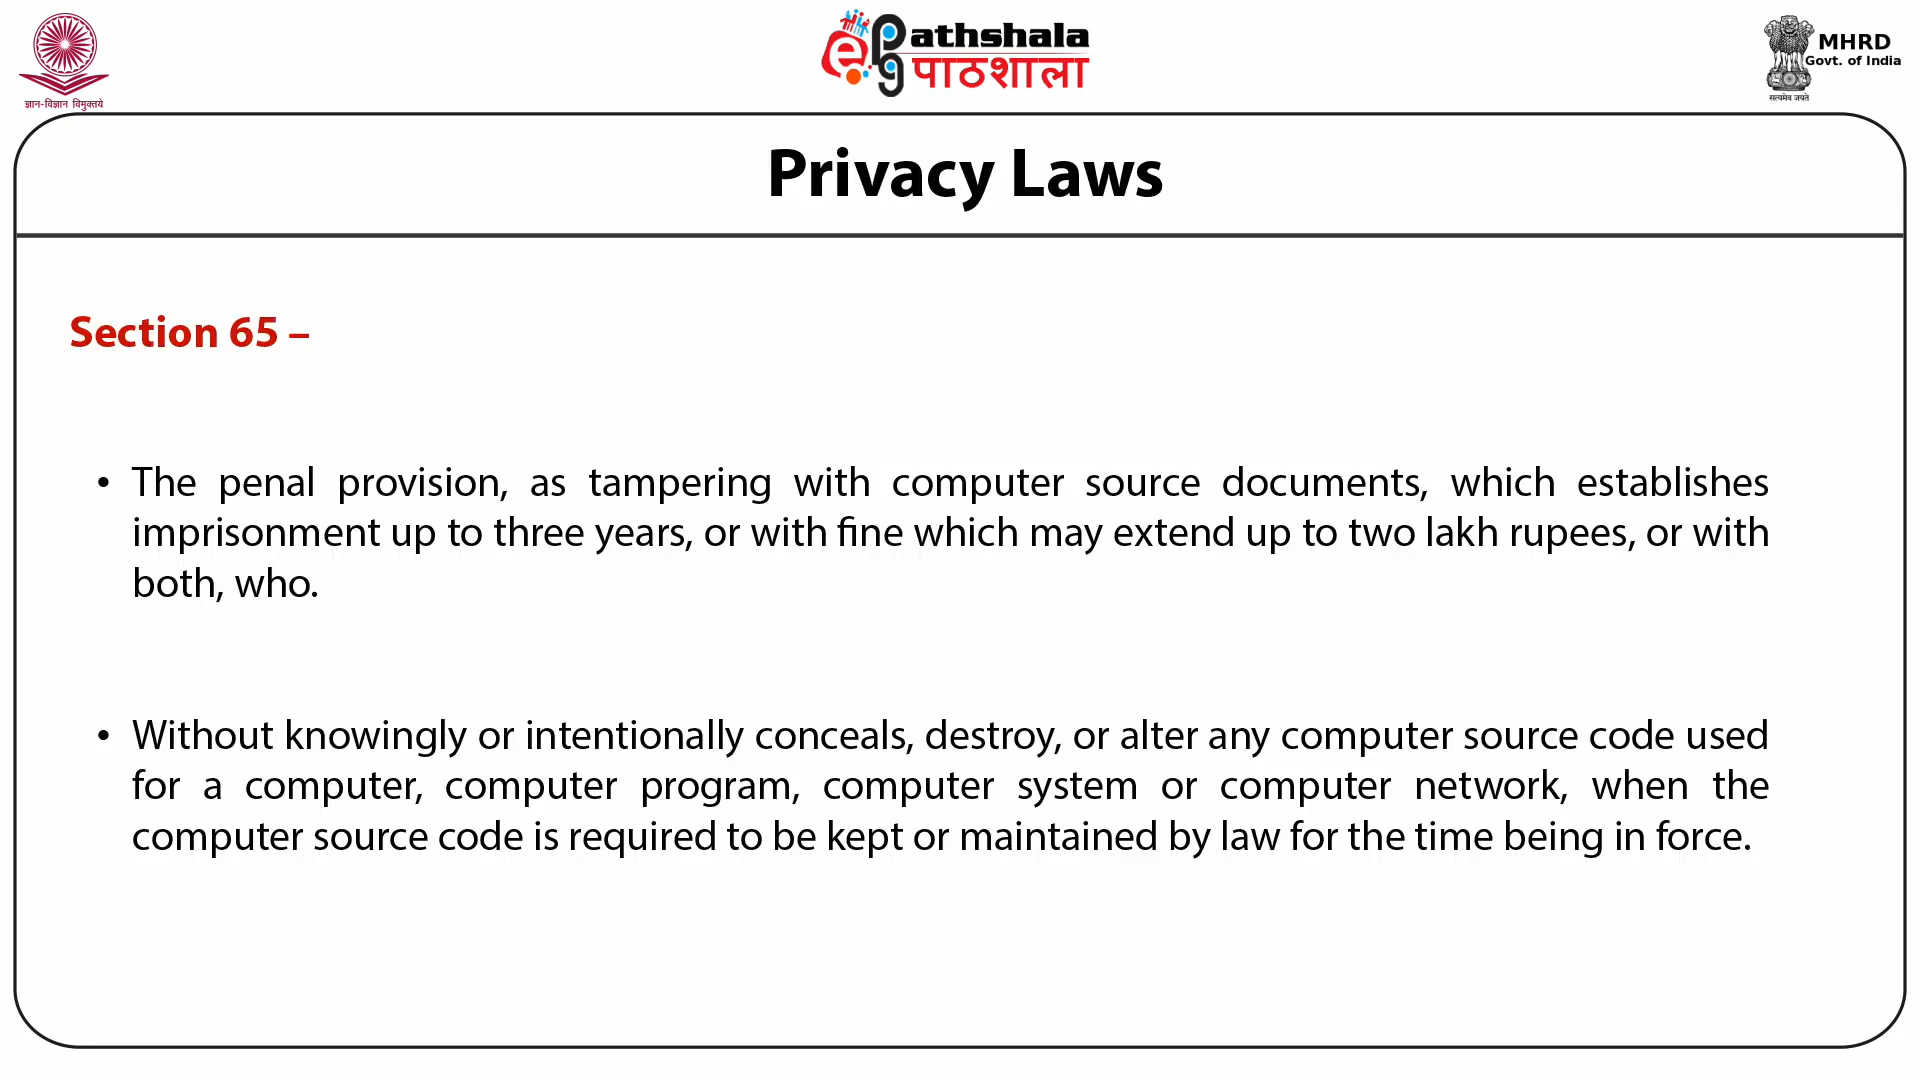 ज्ञान-विज्ञान विमुक्तये
ePathshala
पाठशाला
MHRD
Govt. of India
सत्यमेव जयते
Privacy Laws
Section 65 –
• The penal provision, as tampering with computer source documents, which establishes
imprisonment up to three years, or with fine which may extend up to two lakh rupees, or with
both, who.
• Without knowingly or intentionally conceals, destroy, or alter any computer source code used
for a computer, computer program, computer system or computer network, when the
computer source code is required to be kept or maintained by law for the time being in force.